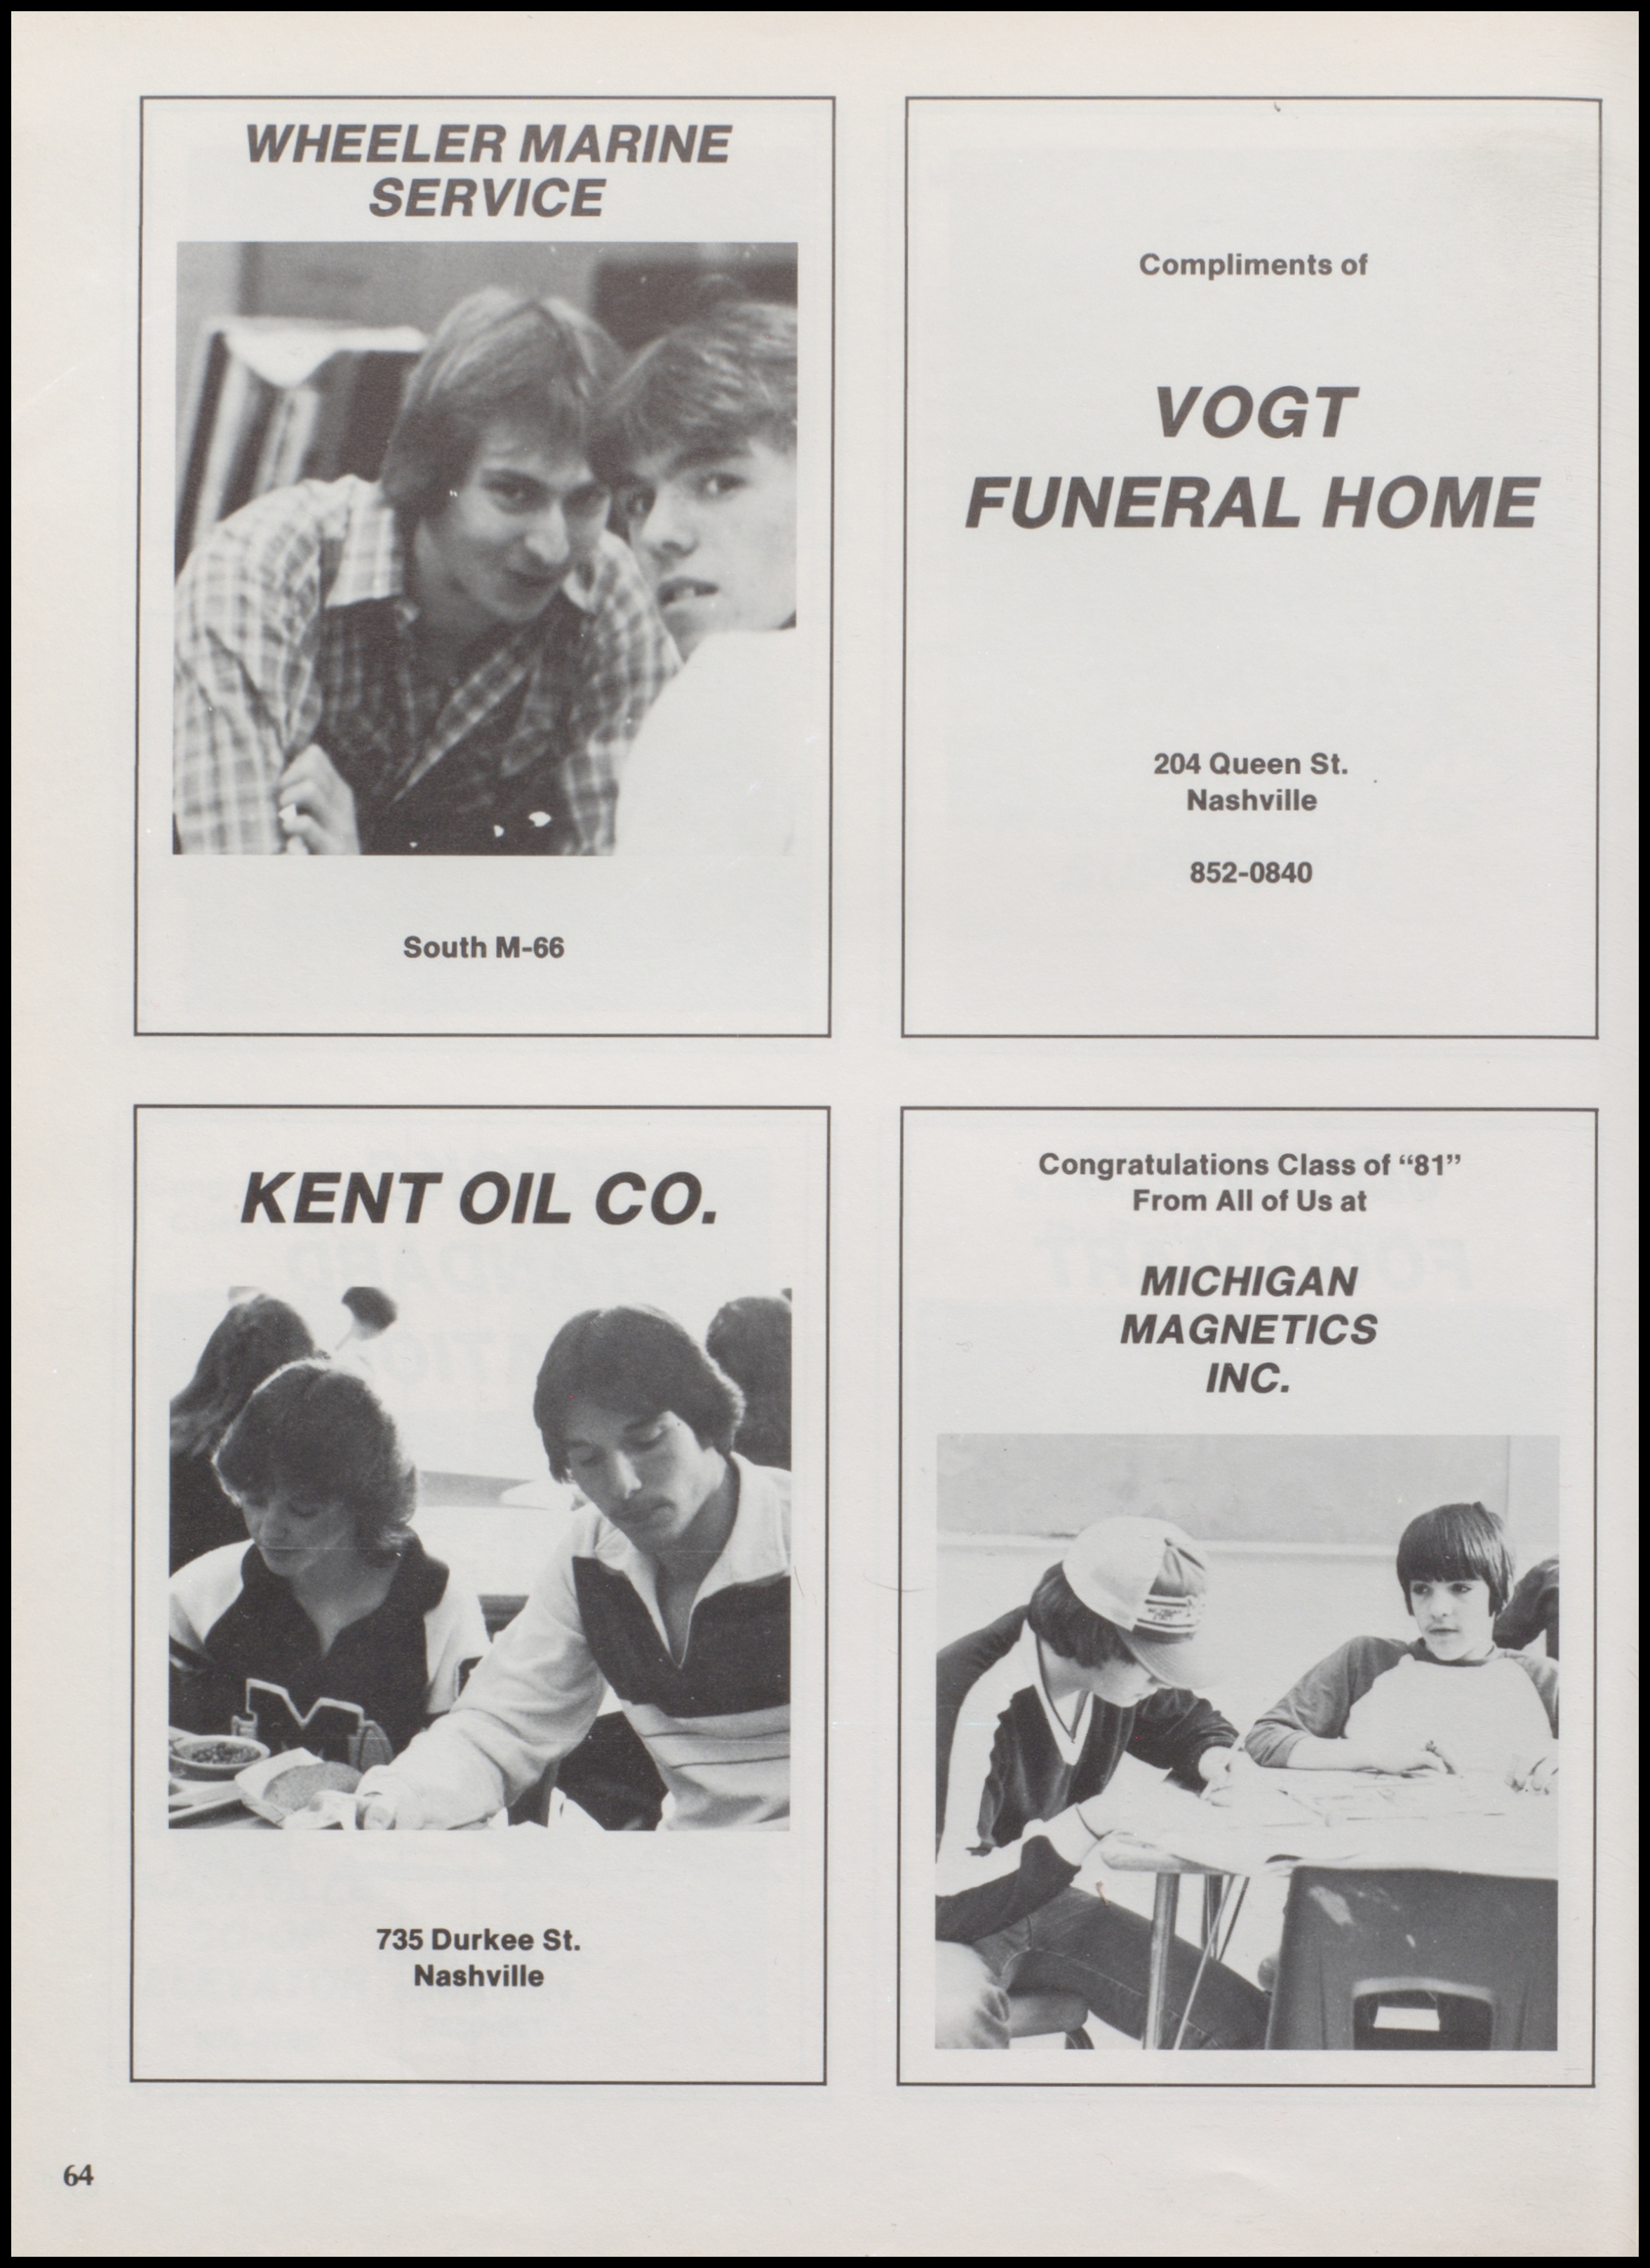 WHEELER MARINE
SERVICE
South M-66
Compliments of
VOGT
FUNERAL HOME
204 Queen St.
Nashville
852-0840
KENT OIL CO.
M
735 Durkee St.
Nashville
Congratulations Class of “81”
From All of Us at
MICHIGAN
MAGNETICS
INC.
64